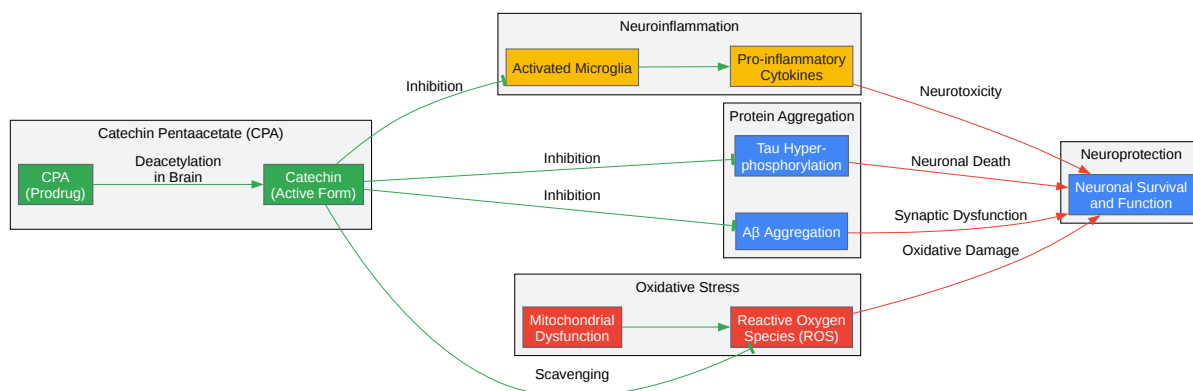 Neuroinflammation
Activated Microglia
Pro-inflammatory
Cytokines
Inhibition
Neurotoxicity
Catechin Pentaacetate (CPA)
CPA
(Prodrug)
Deacetylation
in Brain
Catechin
(Active Form)
Inhibition
Inhibition
Protein Aggregation
Tau Hyper-
phosphorylation
Aβ Aggregation
Neuronal Death
Synaptic Dysfunction
Oxidative Damage
Neuroprotection
Neuronal Survival
and Function
Oxidative Stress
Mitochondrial
Dysfunction
Reactive Oxygen
Species (ROS)
Scavenging